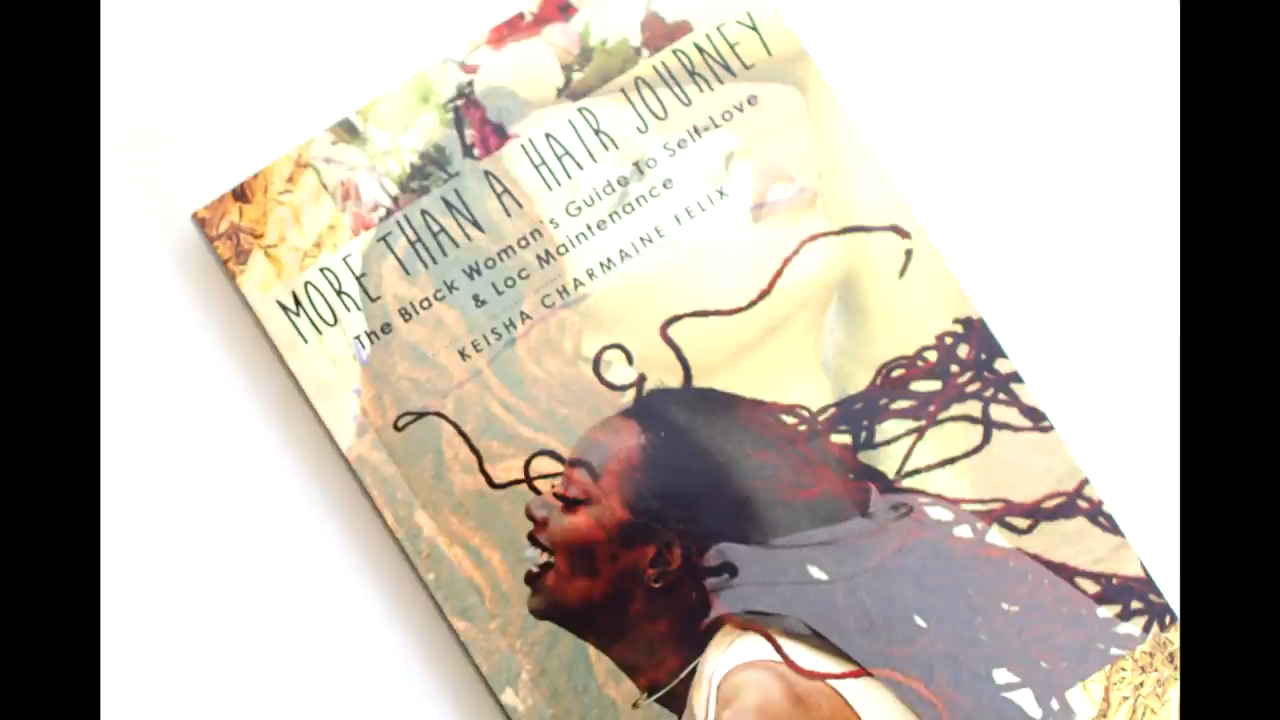 MORE THAN A HAIR JOURNEY
The Black Woman's Guide To Self-Love
& Loc Maintenance
KEISHA CHARMAINE FELIX